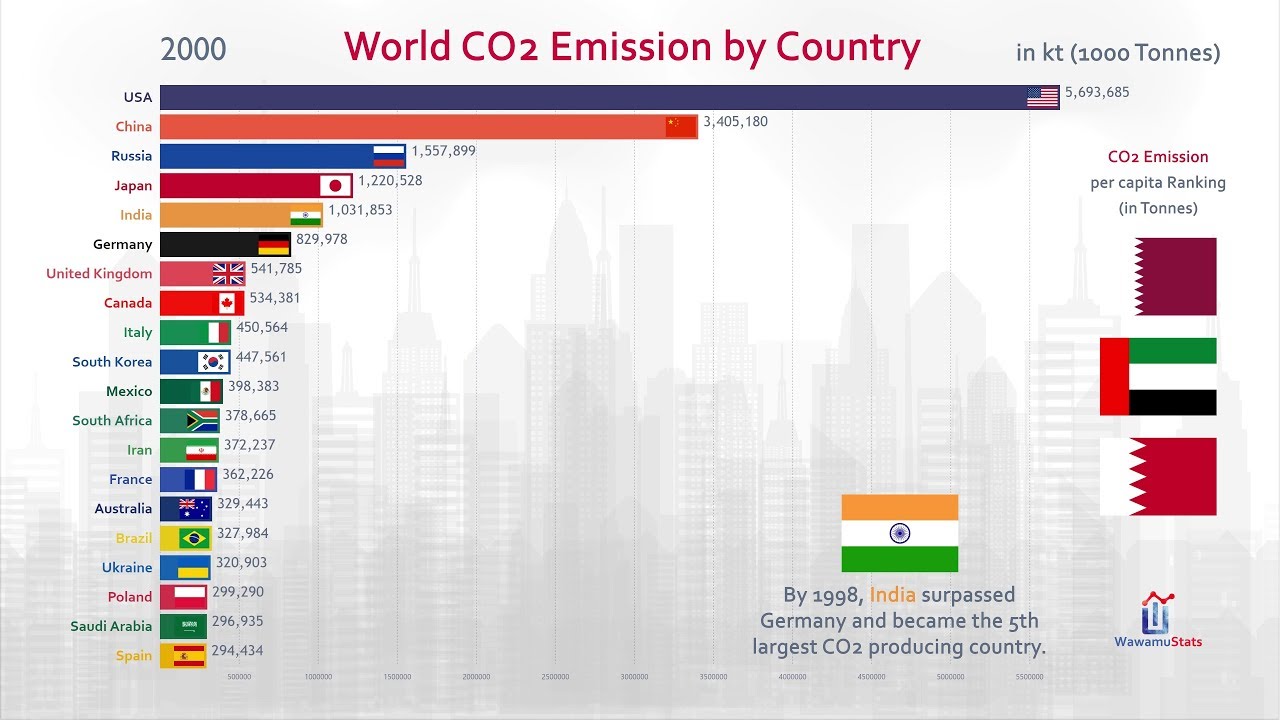 2000
World CO2 Emission by Country
in kt (1000 Tonnes)
USA 5,693,685
China 3,405,180
Russia 1,557,899
Japan 1,220,528
India 1,031,853
Germany 829,978
United Kingdom 541,785
Canada 534,381
Italy 450,564
South Korea 447,561
Mexico 398,383
South Africa 378,665
Iran 372,237
France 362,226
Australia 329,443
Brazil 327,984
Ukraine 320,903
Poland 299,290
Saudi Arabia 296,935
Spain 294,434
500000 1000000 1500000 2000000 2500000 3000000 3500000 4000000 4500000 5000000 5500000
CO2 Emission
per capita Ranking
(in Tonnes)
By 1998, India surpassed
Germany and became the 5th
largest CO2 producing country.
WawamuStats